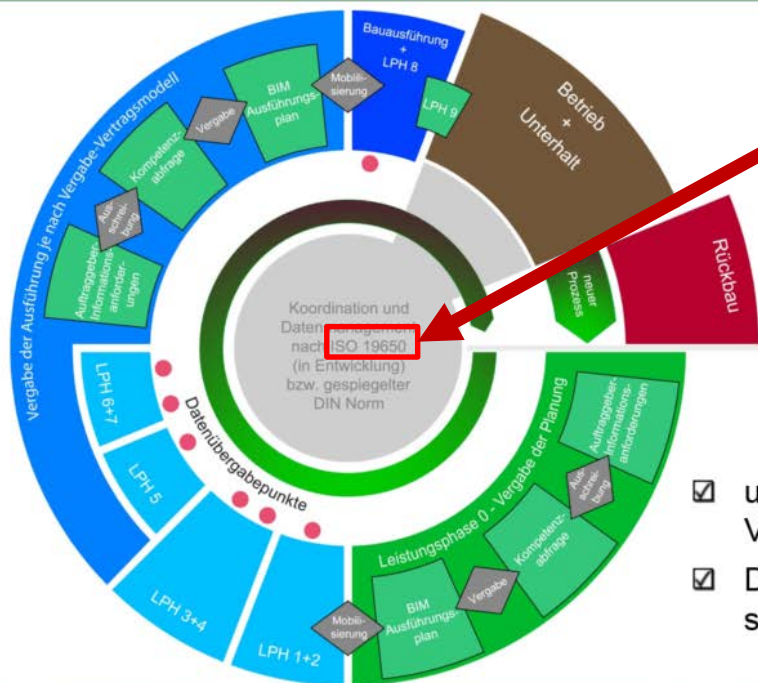 Bauausführung
+
LPH 8
LPH 9
Betrieb
+
Unterhalt
Rückbau
neuer
Prozess
Mobili-
sierung
BIM
Ausführungs-
plan
Vergabe
Kompetenz-
abfrage
Aus-
schrei-
bung
Auftraggeber-
Informations-
anforder-
ungen
Vergabe der Ausführung je nach Vergabe-Vertragsmodell
Koordination und
Datenmanagement
nach ISO 19650
(in Entwicklung)
bzw. gespiegelter
DIN Norm
Datenübergabepunkte
LPH 6+7
LPH 5
LPH 3+4
LPH 1+2
Mobili-
sierung
BIM
Ausführungs-
plan
Vergabe
Kompetenz-
abfrage
Aus-
schrei-
bung
Auftraggeber-
Informations-
anforderungen
Leistungsphase 0 - Vergabe der Planung
☑ u
V
☑ D
s